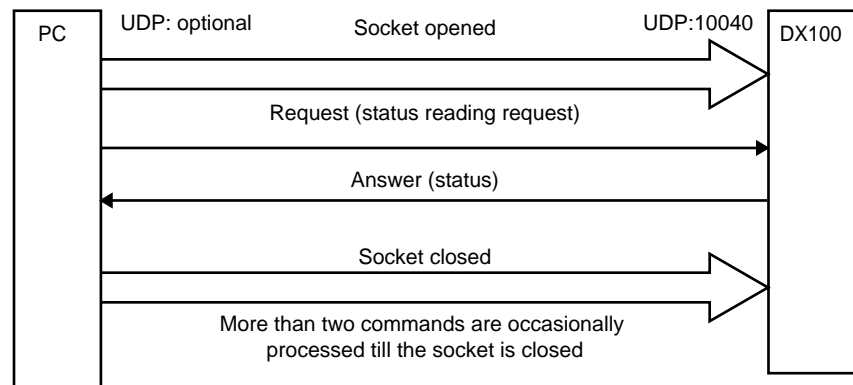 PC
UDP: optional
Socket opened
UDP:10040
DX100
Request (status reading request)
Answer (status)
Socket closed
More than two commands are occasionally
processed till the socket is closed